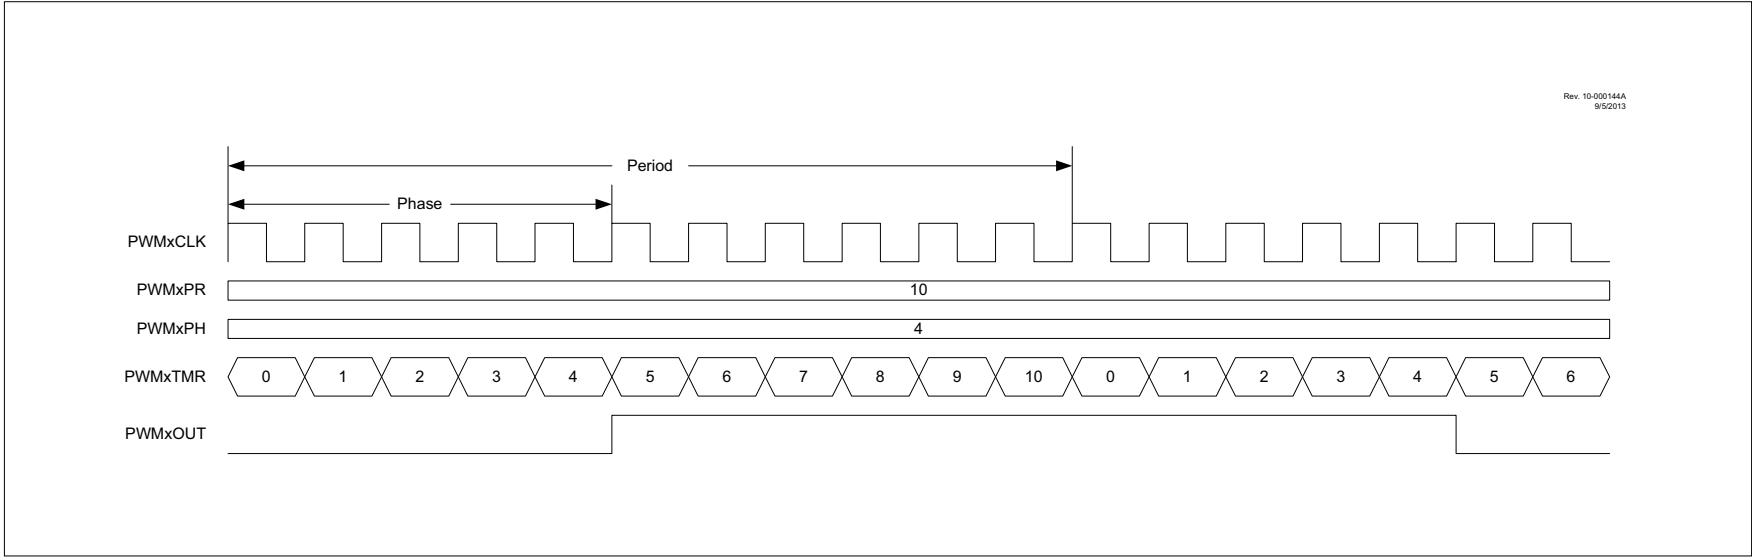 Rev. 10-000144A
9/5/2013
Period
Phase
PWMxCLK
PWMxPR 10
PWMxPH 4
PWMxTMR 0 1 2 3 4 5 6 7 8 9 10 0 1 2 3 4 5 6
PWMxOUT